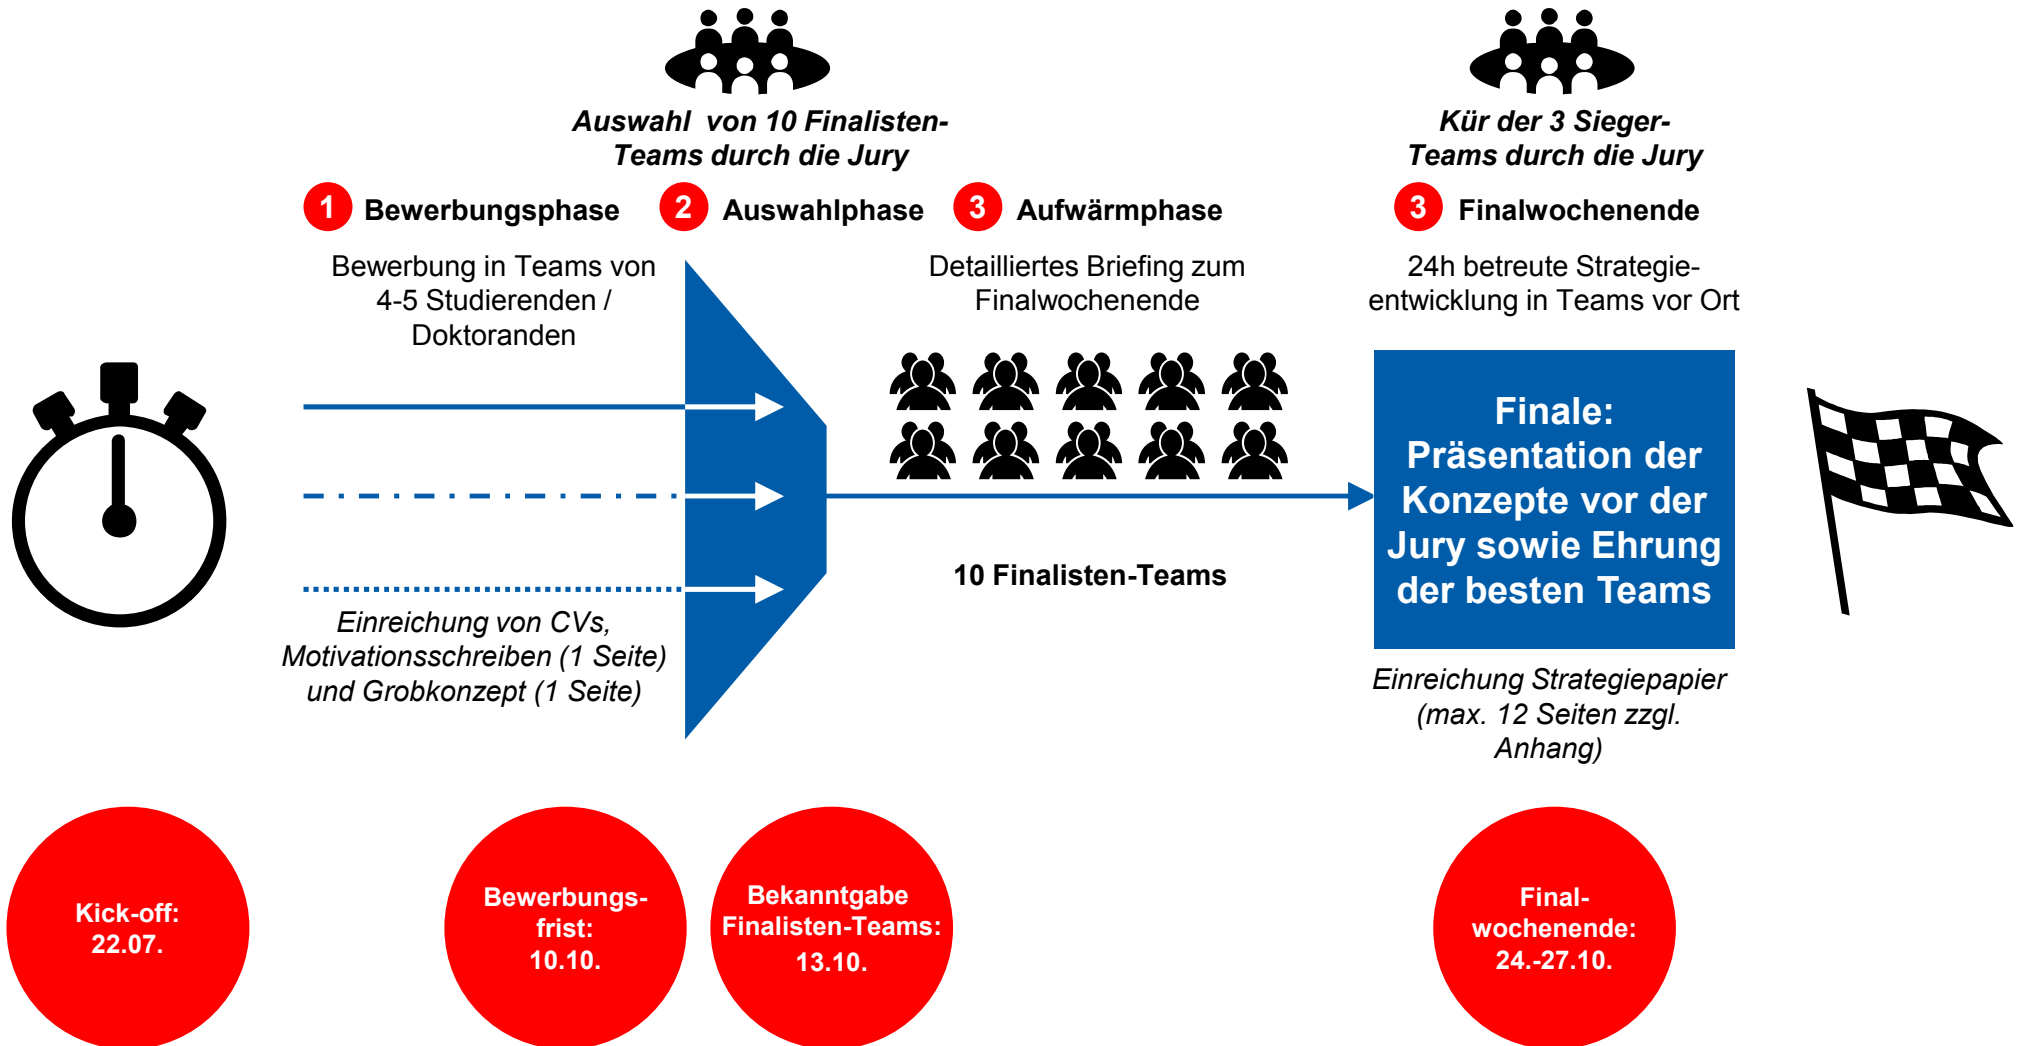 Auswahl von 10 Finalisten-
Teams durch die Jury
Kür der 3 Sieger-
Teams durch die Jury
1 Bewerbungsphase
2 Auswahlphase
3 Aufwärmphase
3 Finalwochenende
Bewerbung in Teams von
4-5 Studierenden /
Doktoranden
Detailliertes Briefing zum
Finalwochenende
24h betreute Strategie-
entwicklung in Teams vor Ort
Finale:
Präsentation der
Konzepte vor der
Jury sowie Ehrung
der besten Teams
10 Finalisten-Teams
Einreichung von CVs,
Motivationsschreiben (1 Seite)
und Grobkonzept (1 Seite)
Einreichung Strategiepapier
(max. 12 Seiten zzgl.
Anhang)
Kick-off:
22.07.
Bewerbungs-
frist:
10.10.
Bekanntgabe
Finalisten-Teams:
13.10.
Final-
wochenende:
24.-27.10.